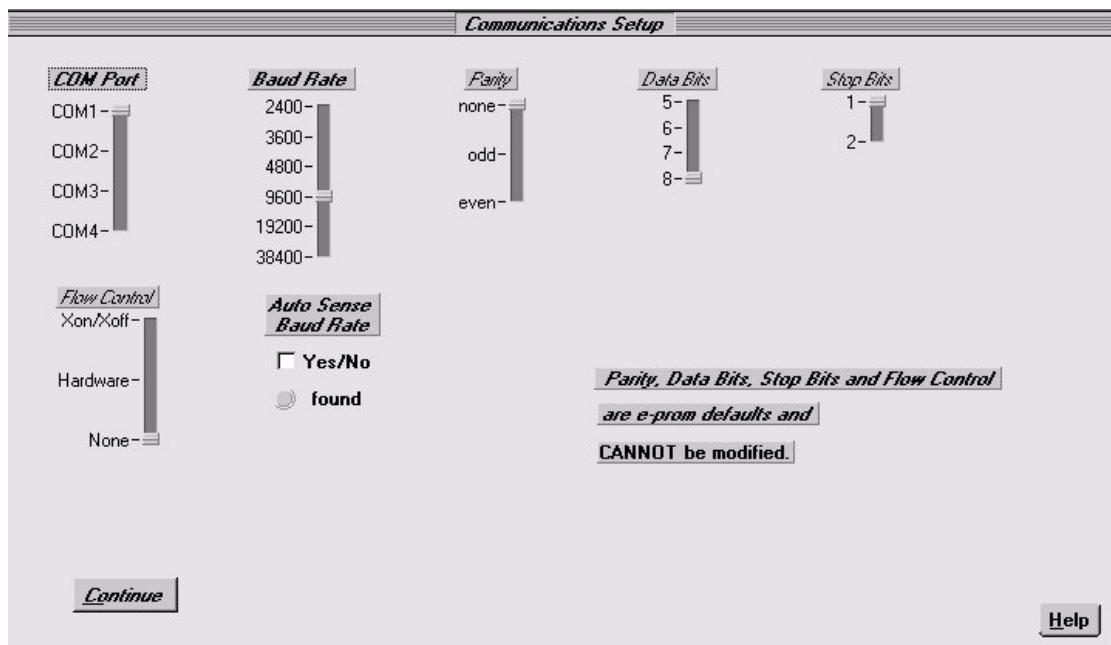 Communications Setup
COM Port
COM1
COM2
COM3
COM4
Baud Rate
2400
3600
4800
9600
19200
38400
Parity
none
odd
even
Data Bits
5
6
7
8
Stop Bits
1
2
Flow Control
Xon/Xoff
Hardware
None
Auto Sense
Baud Rate
Yes/No
found
Parity, Data Bits, Stop Bits and Flow Control
are e-prom defaults and
CANNOT be modified.
Continue
Help